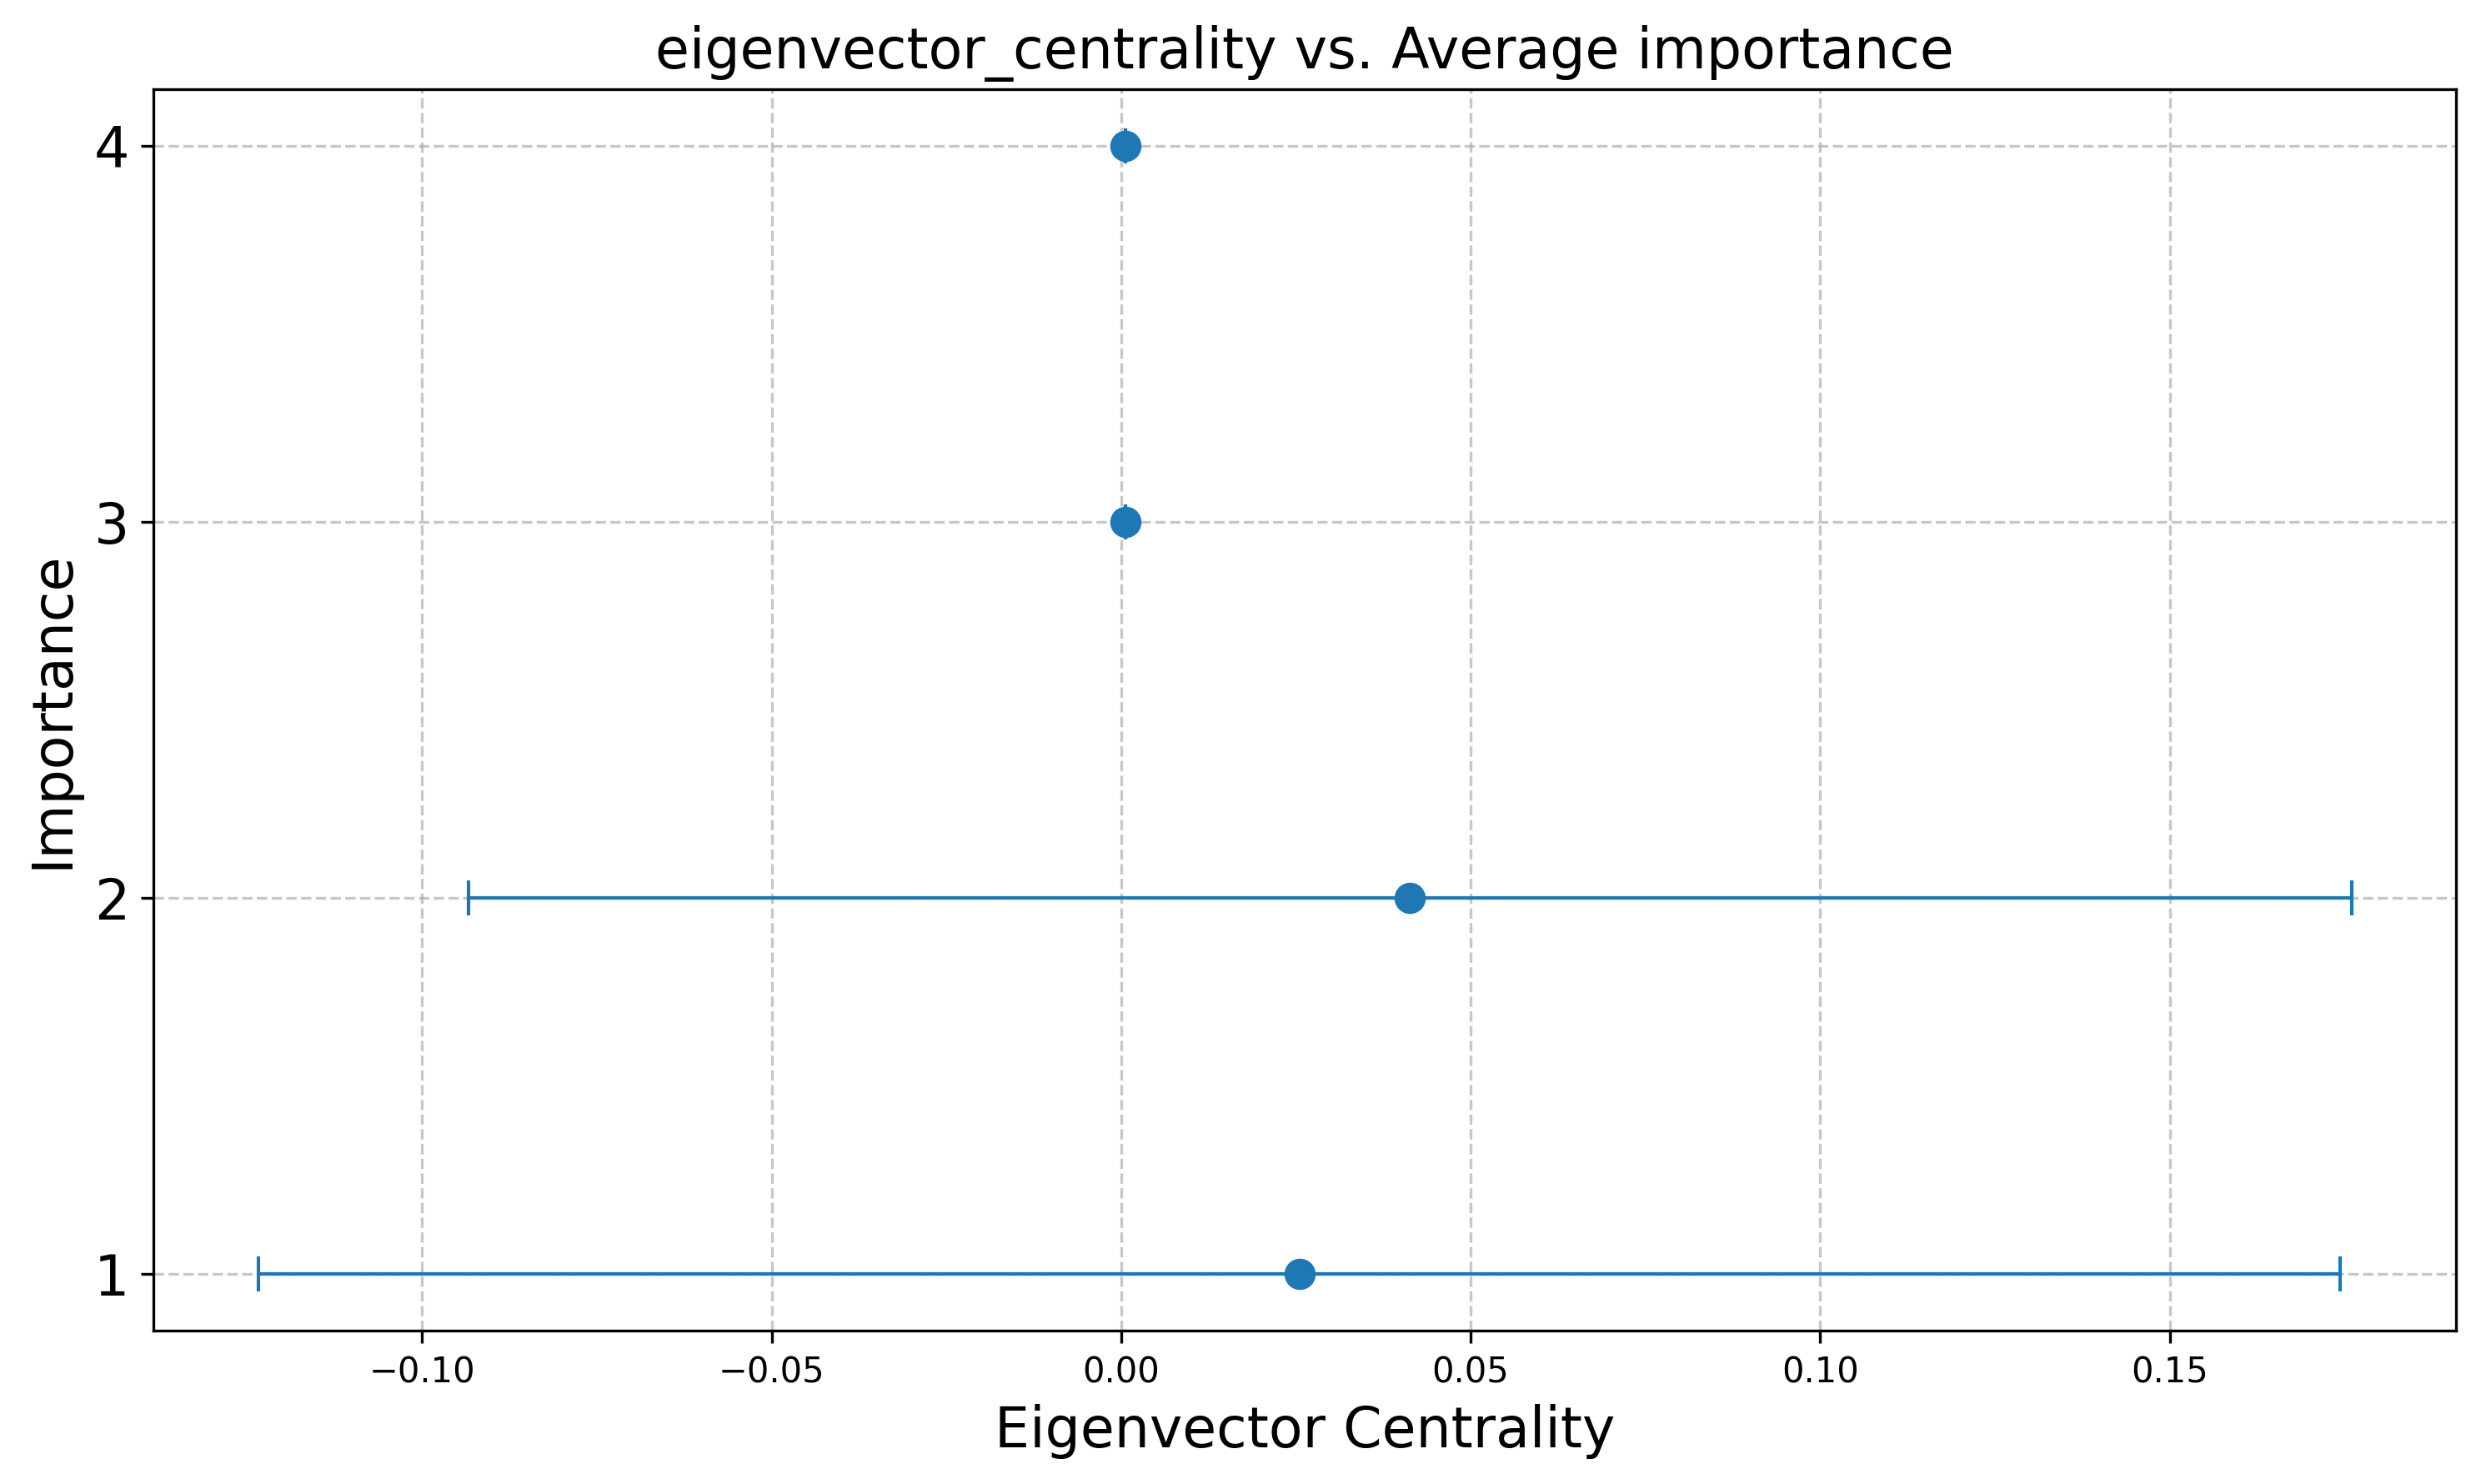 eigenvector_centrality vs. Average importance
4
3
2
1
Importance
−0.10 −0.05 0.00 0.05 0.10 0.15
Eigenvector Centrality